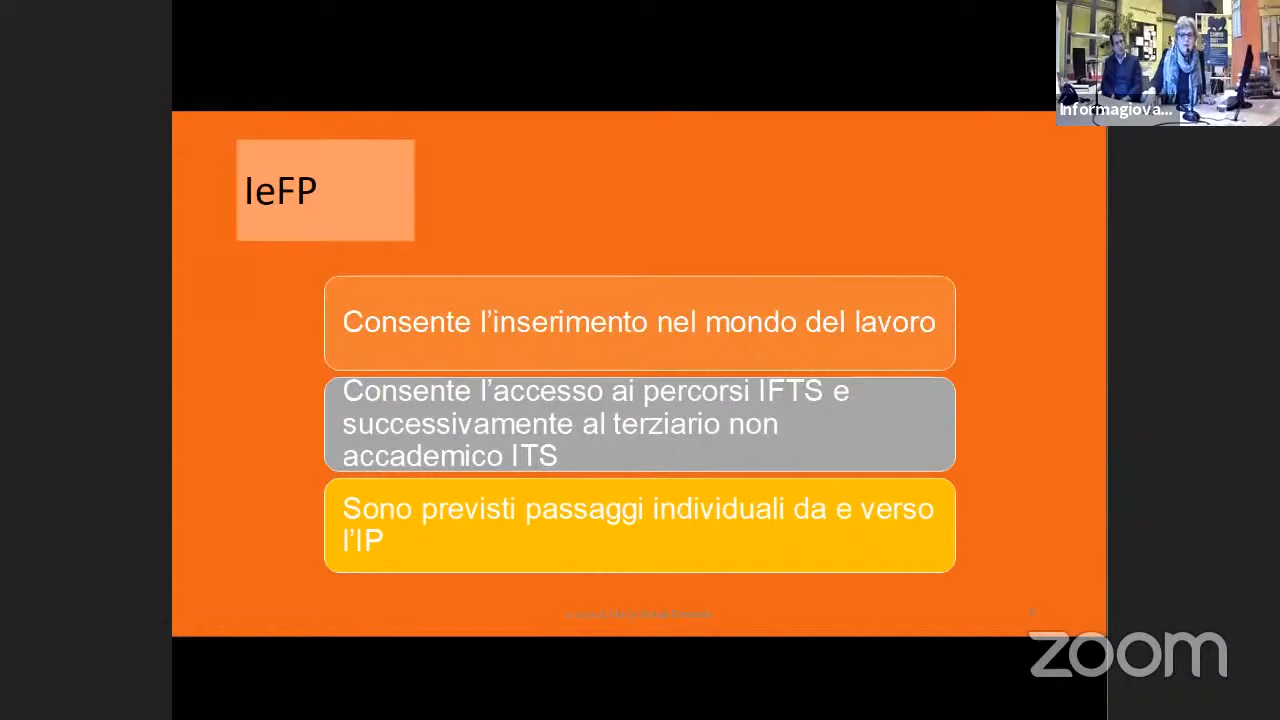 Informagiova...
IeFP
Consente l'inserimento nel mondo del lavoro
Consente l'accesso ai percorsi IFTS e
successivamente al terziario non
accademico ITS
Sono previsti passaggi individuali da e verso
l'IP
zoom